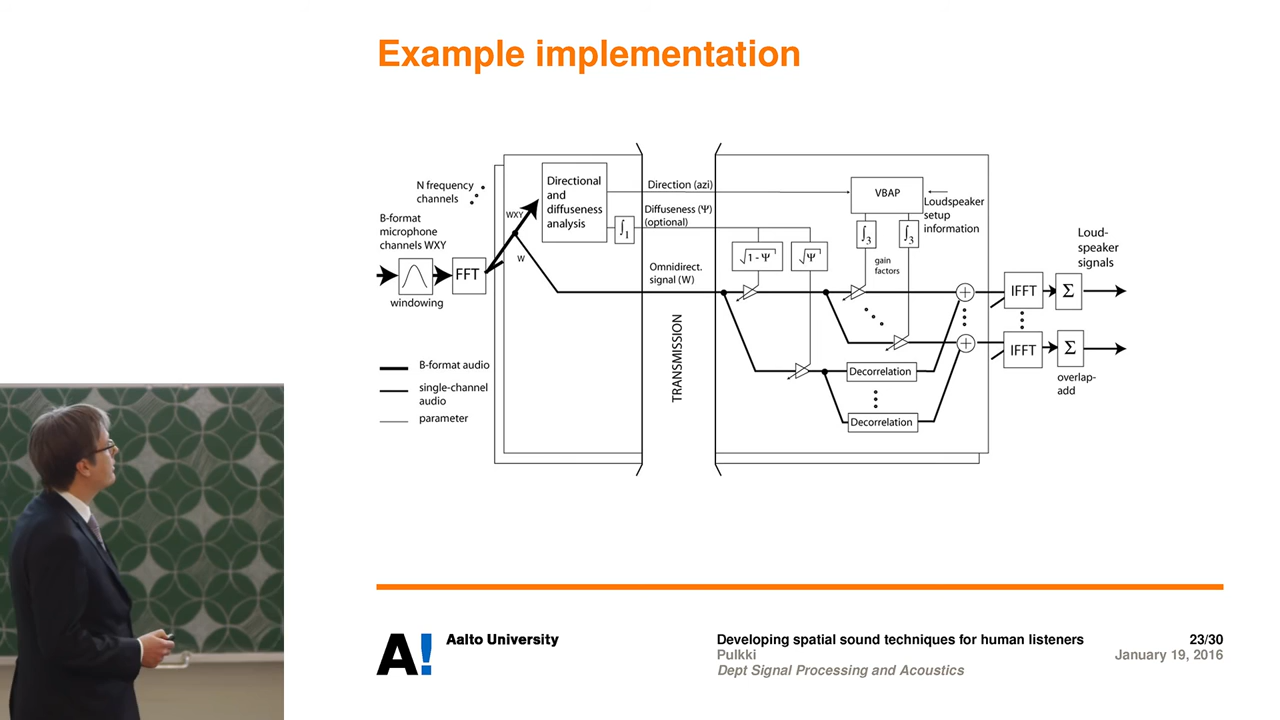 Example implementation
N frequency
channels
B-format
microphone
channels WXY
windowing
FFT
WXY
W
Directional
and
diffuseness
analysis
∫1
Direction (azi)
Diffuseness (Ψ)
(optional)
Omnidirect.
signal (W)
TRANSMISSION
√1 - Ψ
√Ψ
VBAP
Loudspeaker
setup
information
∫3
∫3
gain
factors
+
+
Decorrelation
Decorrelation
IFFT
Σ
IFFT
Σ
Loud-
speaker
signals
overlap-
add
B-format audio
single-channel
audio
parameter
A!
Aalto University
Developing spatial sound techniques for human listeners
Pulkki
Dept Signal Processing and Acoustics
23/30
January 19, 2016